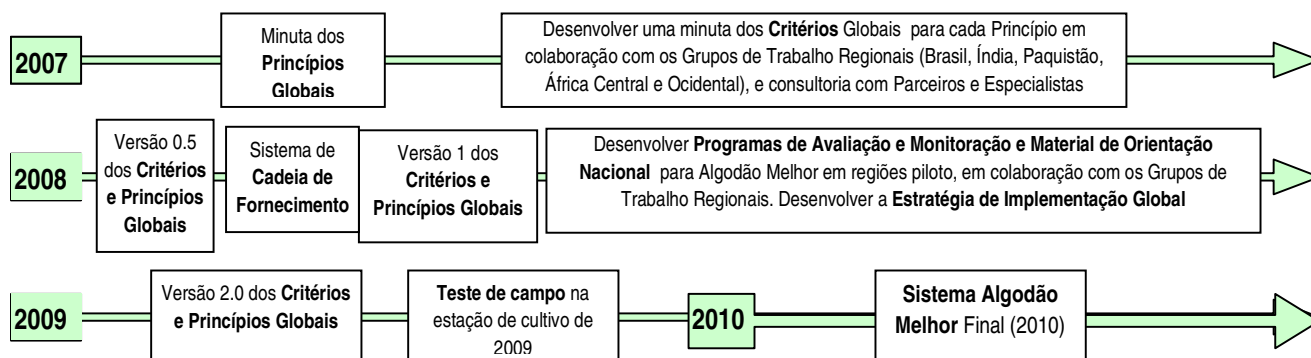 2007
Minuta dos
Princípios
Globais
Desenvolver uma minuta dos Critérios Globais para cada Princípio em
colaboração com os Grupos de Trabalho Regionais (Brasil, Índia, Paquistão,
África Central e Ocidental), e consultoria com Parceiros e Especialistas
2008
Versão 0.5
dos Critérios
e Princípios
Globais
Sistema de
Cadeia de
Fornecimento
Versão 1 dos
Critérios e
Princípios Globais
Desenvolver Programas de Avaliação e Monitoração e Material de Orientação
Nacional para Algodão Melhor em regiões piloto, em colaboração com os Grupos de
Trabalho Regionais. Desenvolver a Estratégia de Implementação Global
2009
Versão 2.0 dos Critérios
e Princípios Globais
Teste de campo na
estação de cultivo de
2009
2010
Sistema Algodão
Melhor Final (2010)